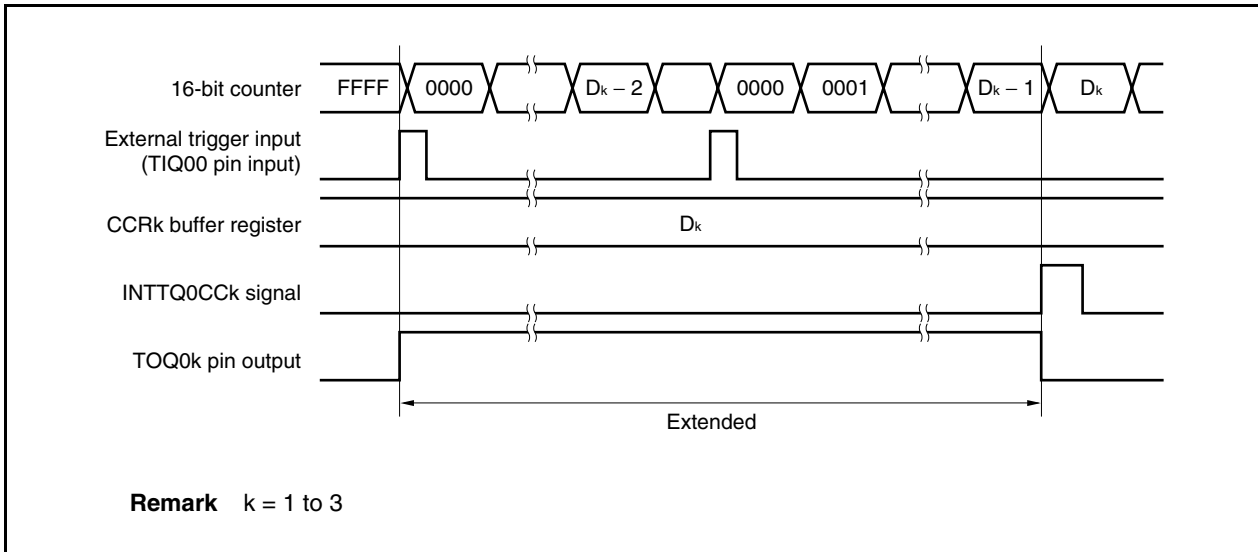 16-bit counter FFFF 0000 Dk − 2 0000 0001 Dk − 1 Dk
External trigger input
(TIQ00 pin input)
CCRk buffer register Dk
INTTQ0CCk signal
TOQ0k pin output
Extended
Remark k = 1 to 3